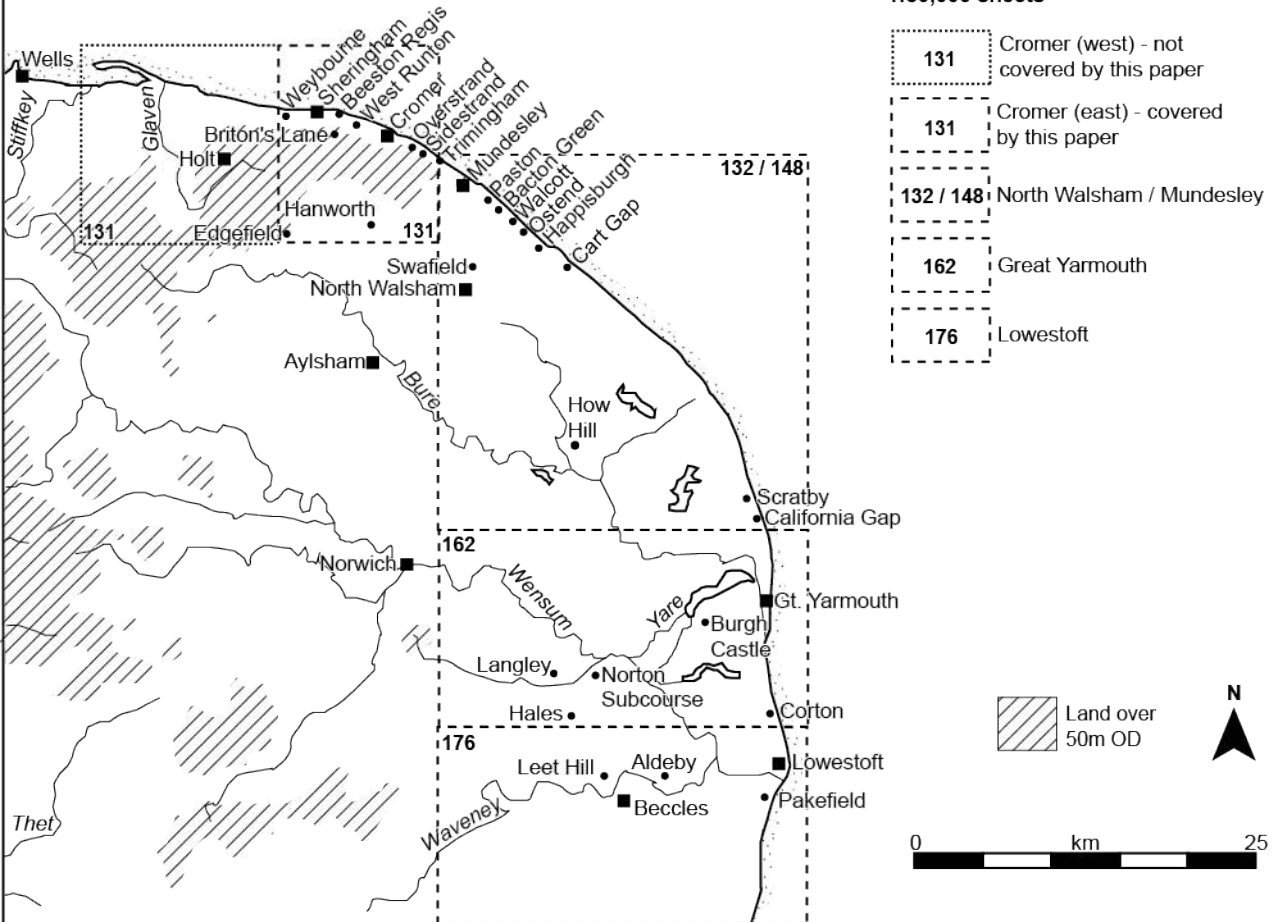 Wells
Stiffkey
Glaven
Weybourne
Sheringham
Beeston Regis
West Runton
Cromer
Overstrand
Sidestrand
Trimingham
Mundesley
Paston
Bacton Green
Walcott
Ostend
Happisburgh
Cart Gap
Briton's Lane
Holt
Hanworth
Edgefield
131
131
132 / 148
Swafield
North Walsham
Aylsham
Bure
How
Hill
Scratby
California Gap
162
Norwich
Wensum
Yare
Gt. Yarmouth
Burgh
Castle
Langley
Norton
Subcourse
Hales
Corton
176
Leet Hill
Aldeby
Lowestoft
Beccles
Pakefield
Waveney
Thet
131
Cromer (west) - not
covered by this paper
131
Cromer (east) - covered
by this paper
132 / 148
North Walsham / Mundesley
162
Great Yarmouth
176
Lowestoft
Land over
50m OD
N
0 km 25